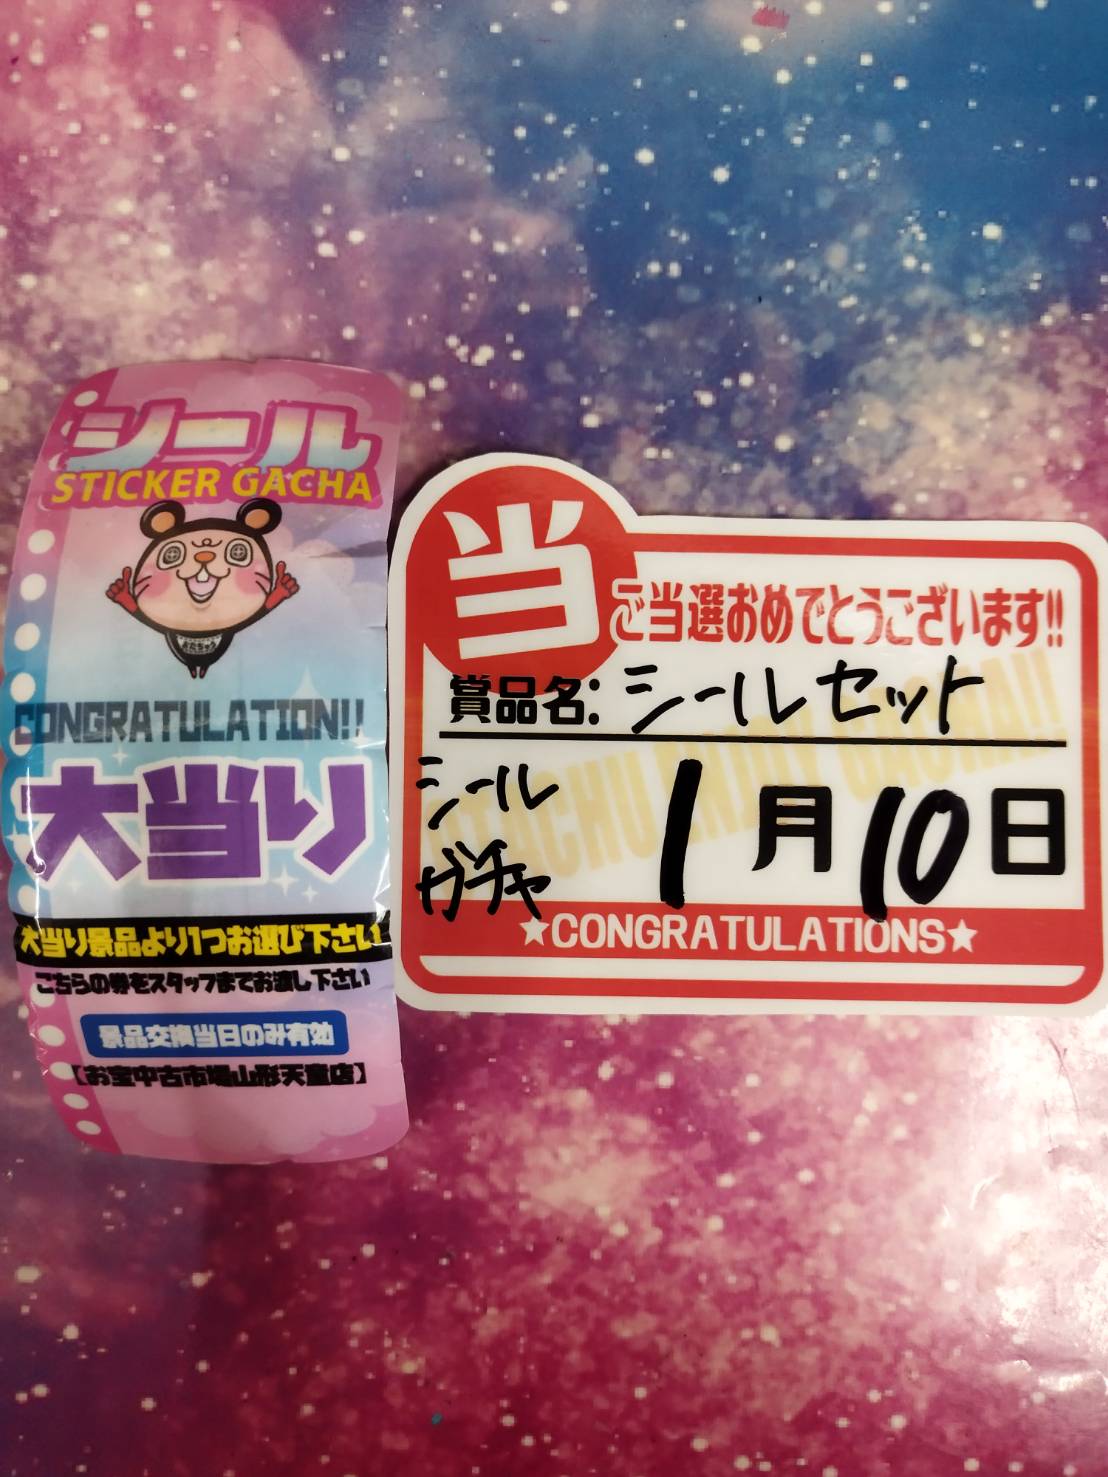 シール
STICKER GACHA
CONGRATULATION!!
大当り
大当り景品より1つお選び下さい
こちらの券をスタッフまでお渡し下さい
景品交換当日のみ有効
【お宝中古市場山形天童店】
当
ご当選おめでとうございます!!
賞品名:シールセット
シール
ガチャ
1月10日
★CONGRATULATIONS★